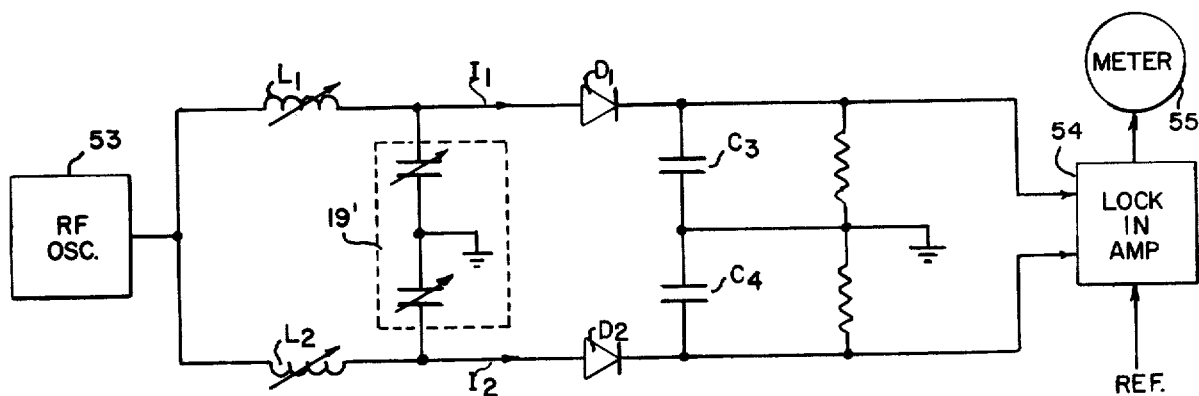 53
RF
OSC.
L1
I1
D1
19'
C3
C4
L2
I2
D2
54
LOCK
IN
AMP
METER
55
REF.